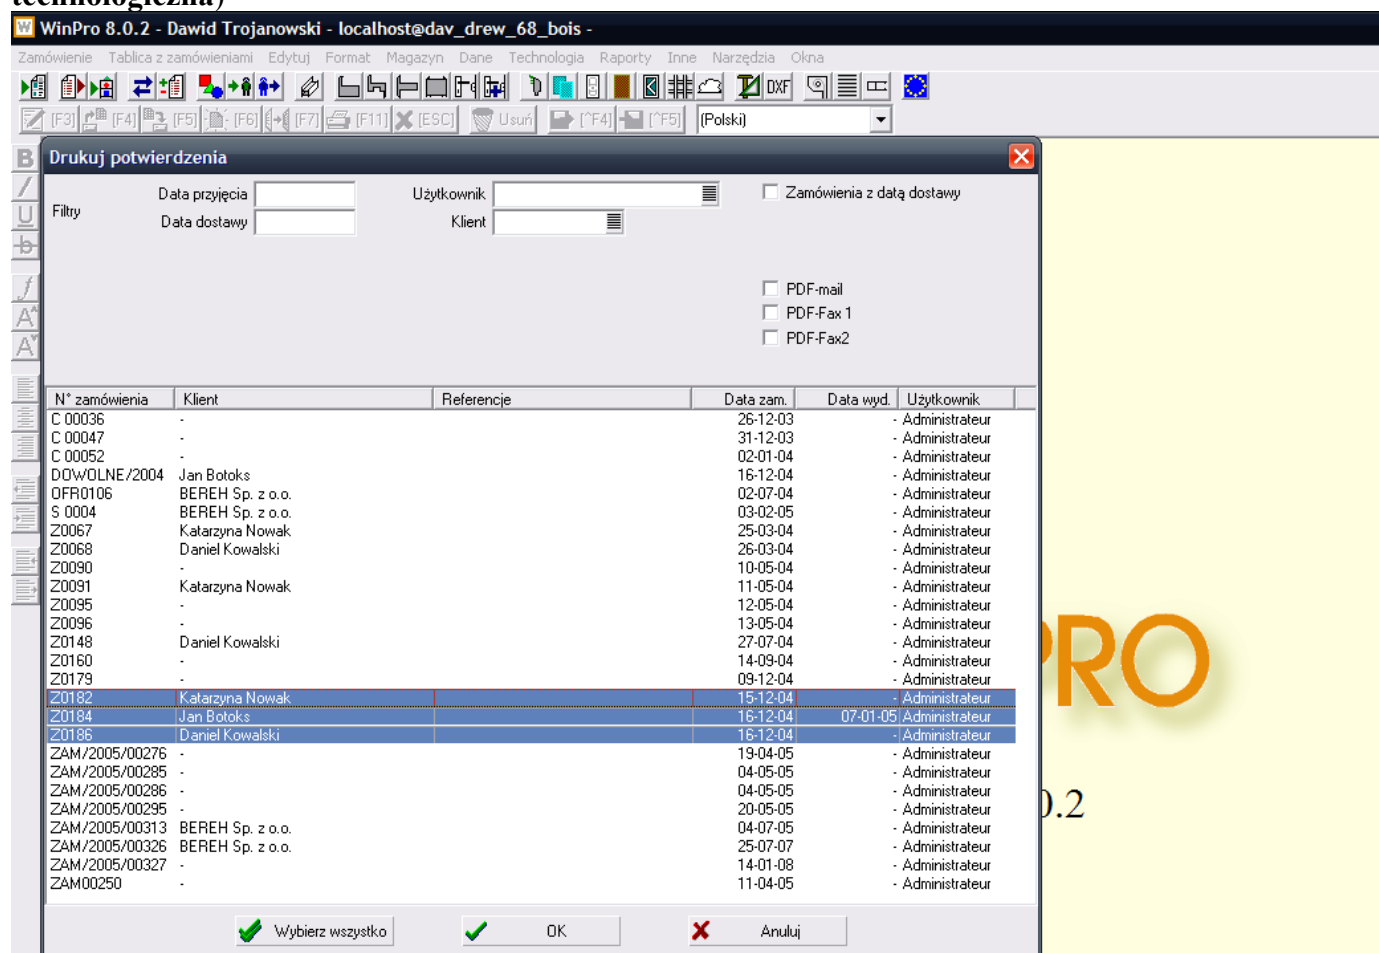 technologiczna)
WinPro 8.0.2 - Dawid Trojanowski - localhost@dav_drew_68_bois -
Zamówienie Tablica z zamówieniami Edytuj Format Magazyn Dane Technologia Raporty Inne Narzędzia Okna
DXF
[F3] [F4] [F5] [F6] [F7] [F11] [ESC] Usuń [^F4] [^F5] (Polski)
B Drukuj potwierdzenia
I
U
b
f
A^
A˅
Filtry
Data przyjęcia Użytkownik Zamówienia z datą dostawy
Data dostawy Klient
PDF-mail
PDF-Fax 1
PDF-Fax2
N° zamówienia Klient Referencje Data zam. Data wyd. Użytkownik
C 00036 - 26-12-03 - Administrateur
C 00047 - 31-12-03 - Administrateur
C 00052 - 02-01-04 - Administrateur
DOWOLNE/2004 Jan Botoks 16-12-04 - Administrateur
OFR0106 BEREH Sp. z o.o. 02-07-04 - Administrateur
S 0004 BEREH Sp. z o.o. 03-02-05 - Administrateur
Z0067 Katarzyna Nowak 25-03-04 - Administrateur
Z0068 Daniel Kowalski 26-03-04 - Administrateur
Z0090 - 10-05-04 - Administrateur
Z0091 Katarzyna Nowak 11-05-04 - Administrateur
Z0095 - 12-05-04 - Administrateur
Z0096 - 13-05-04 - Administrateur
Z0148 Daniel Kowalski 27-07-04 - Administrateur
Z0160 - 14-09-04 - Administrateur
Z0179 - 09-12-04 - Administrateur
Z0182 Katarzyna Nowak 15-12-04 - Administrateur
Z0184 Jan Botoks 16-12-04 07-01-05 Administrateur
Z0186 Daniel Kowalski 16-12-04 - Administrateur
ZAM/2005/00276 - 19-04-05 - Administrateur
ZAM/2005/00285 - 04-05-05 - Administrateur
ZAM/2005/00286 - 04-05-05 - Administrateur
ZAM/2005/00295 - 20-05-05 - Administrateur
ZAM/2005/00313 BEREH Sp. z o.o. 04-07-05 - Administrateur
ZAM/2005/00326 BEREH Sp. z o.o. 25-07-07 - Administrateur
ZAM/2005/00327 - 14-01-08 - Administrateur
ZAM00250 - 11-04-05 - Administrateur
PRO
0.2
Wybierz wszystko OK Anuluj